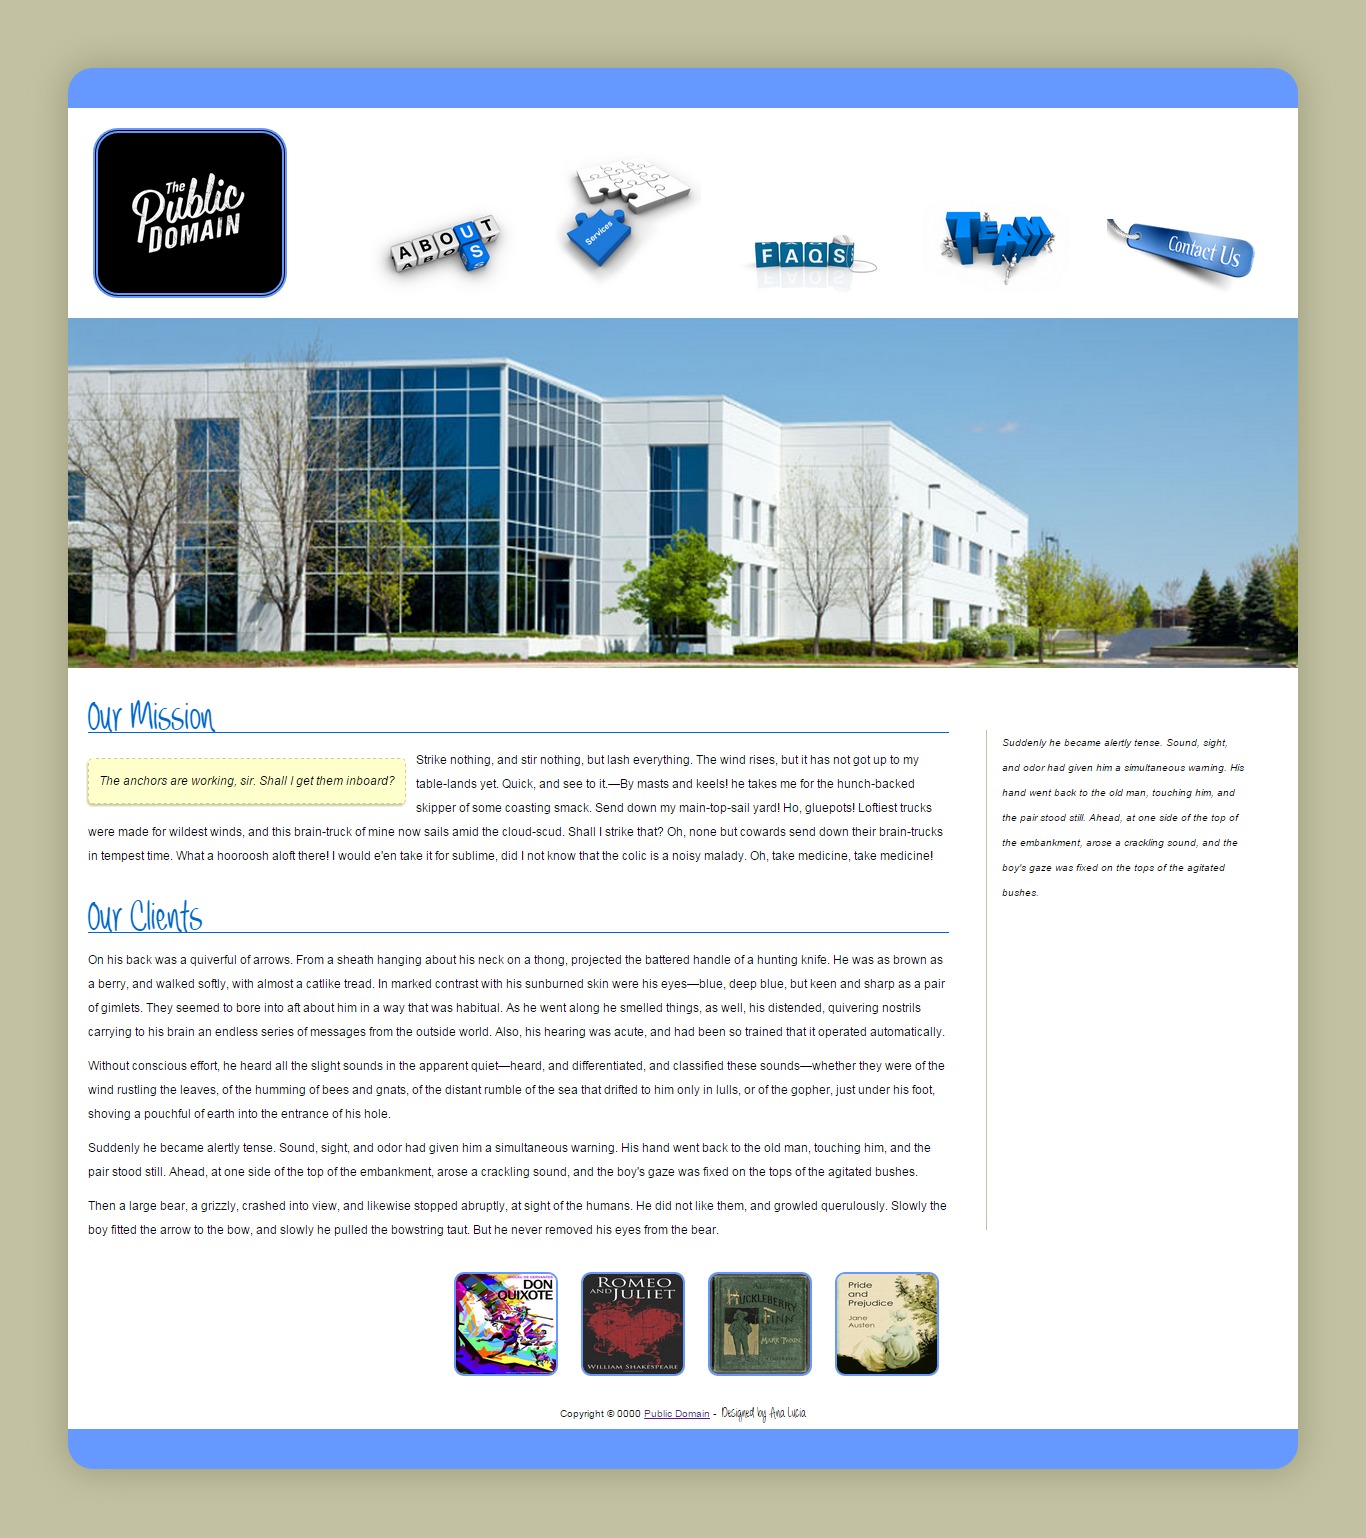 The
Public
DOMAIN
ABOUT
US
Services
FAQS
TEAM
Contact Us
Our Mission
The anchors are working, sir. Shall I get them inboard?
Strike nothing, and stir nothing, but lash everything. The wind rises, but it has not got up to my
table-lands yet. Quick, and see to it.—By masts and keels! he takes me for the hunch-backed
skipper of some coasting smack. Send down my main-top-sail yard! Ho, gluepots! Loftiest trucks
were made for wildest winds, and this brain-truck of mine now sails amid the cloud-scud. Shall I strike that? Oh, none but cowards send down their brain-trucks
in tempest time. What a hooroosh aloft there! I would e'en take it for sublime, did I not know that the colic is a noisy malady. Oh, take medicine, take medicine!
Our Clients
On his back was a quiverful of arrows. From a sheath hanging about his neck on a thong, projected the battered handle of a hunting knife. He was as brown as
a berry, and walked softly, with almost a catlike tread. In marked contrast with his sunburned skin were his eyes—blue, deep blue, but keen and sharp as a pair
of gimlets. They seemed to bore into aft about him in a way that was habitual. As he went along he smelled things, as well, his distended, quivering nostrils
carrying to his brain an endless series of messages from the outside world. Also, his hearing was acute, and had been so trained that it operated automatically.
Without conscious effort, he heard all the slight sounds in the apparent quiet—heard, and differentiated, and classified these sounds—whether they were of the
wind rustling the leaves, of the humming of bees and gnats, of the distant rumble of the sea that drifted to him only in lulls, or of the gopher, just under his foot,
shoving a pouchful of earth into the entrance of his hole.
Suddenly he became alertly tense. Sound, sight, and odor had given him a simultaneous warning. His hand went back to the old man, touching him, and the
pair stood still. Ahead, at one side of the top of the embankment, arose a crackling sound, and the boy's gaze was fixed on the tops of the agitated bushes.
Then a large bear, a grizzly, crashed into view, and likewise stopped abruptly, at sight of the humans. He did not like them, and growled querulously. Slowly the
boy fitted the arrow to the bow, and slowly he pulled the bowstring taut. But he never removed his eyes from the bear.
Suddenly he became alertly tense. Sound, sight,
and odor had given him a simultaneous warning. His
hand went back to the old man, touching him, and
the pair stood still. Ahead, at one side of the top of
the embankment, arose a crackling sound, and the
boy's gaze was fixed on the tops of the agitated
bushes.
DON
QUIXOTE
ROMEO
AND JULIET
WILLIAM SHAKESPEARE
HUCKLEBERRY
FINN
MARK TWAIN
Pride
and
Prejudice
Jane
Austen
Copyright © 0000 Public Domain - Designed by Ana Lucia